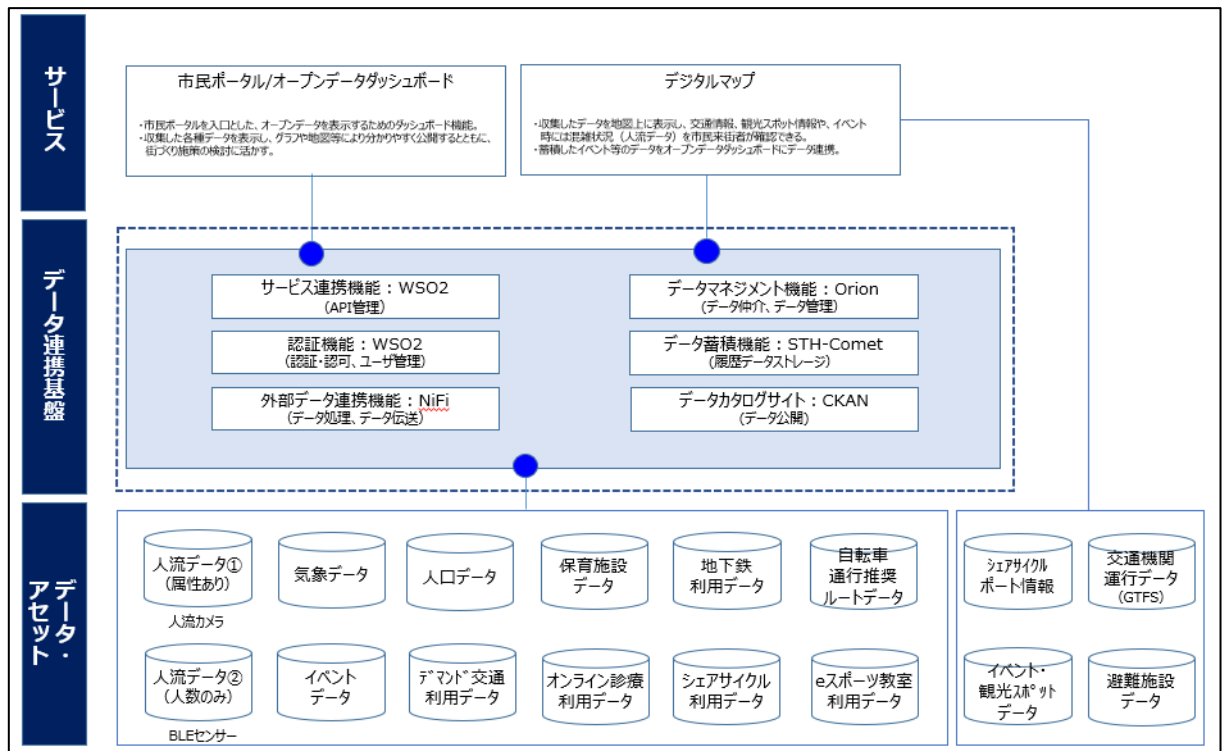 サービス
市民ポータル/オープンデータダッシュボード
・市民ポータルを入口とした、オープンデータを表示するためのダッシュボード機能。
・収集した各種データを表示し、グラフや地図等により分かりやすく公開するとともに、
街づくり施策の検討に活かす。
デジタルマップ
・収集したデータを地図上に表示し、交通情報、観光スポット情報や、イベント
時には混雑状況（人流データ）を市民来街者が確認できる。
・蓄積したイベント等のデータをオープンデータダッシュボードにデータ連携。
データ連携基盤
サービス連携機能：WSO2
(API管理)
認証機能：WSO2
(認証・認可、ユーザ管理)
外部データ連携機能：NiFi
(データ処理、データ伝送)
データマネジメント機能：Orion
(データ仲介、データ管理)
データ蓄積機能：STH-Comet
(履歴データストレージ)
データカタログサイト：CKAN
(データ公開)
データ・
アセット
人流データ①
(属性あり)
人流カメラ
気象データ
人口データ
保育施設
データ
地下鉄
利用データ
自転車
通行推奨
ルートデータ
シェアサイクル
ポート情報
交通機関
運行データ
(GTFS)
人流データ②
(人数のみ)
BLEセンサー
イベント
データ
デマンド交通
利用データ
オンライン診療
利用データ
シェアサイクル
利用データ
eスポーツ教室
利用データ
イベント・
観光スポット
データ
避難施設
データ